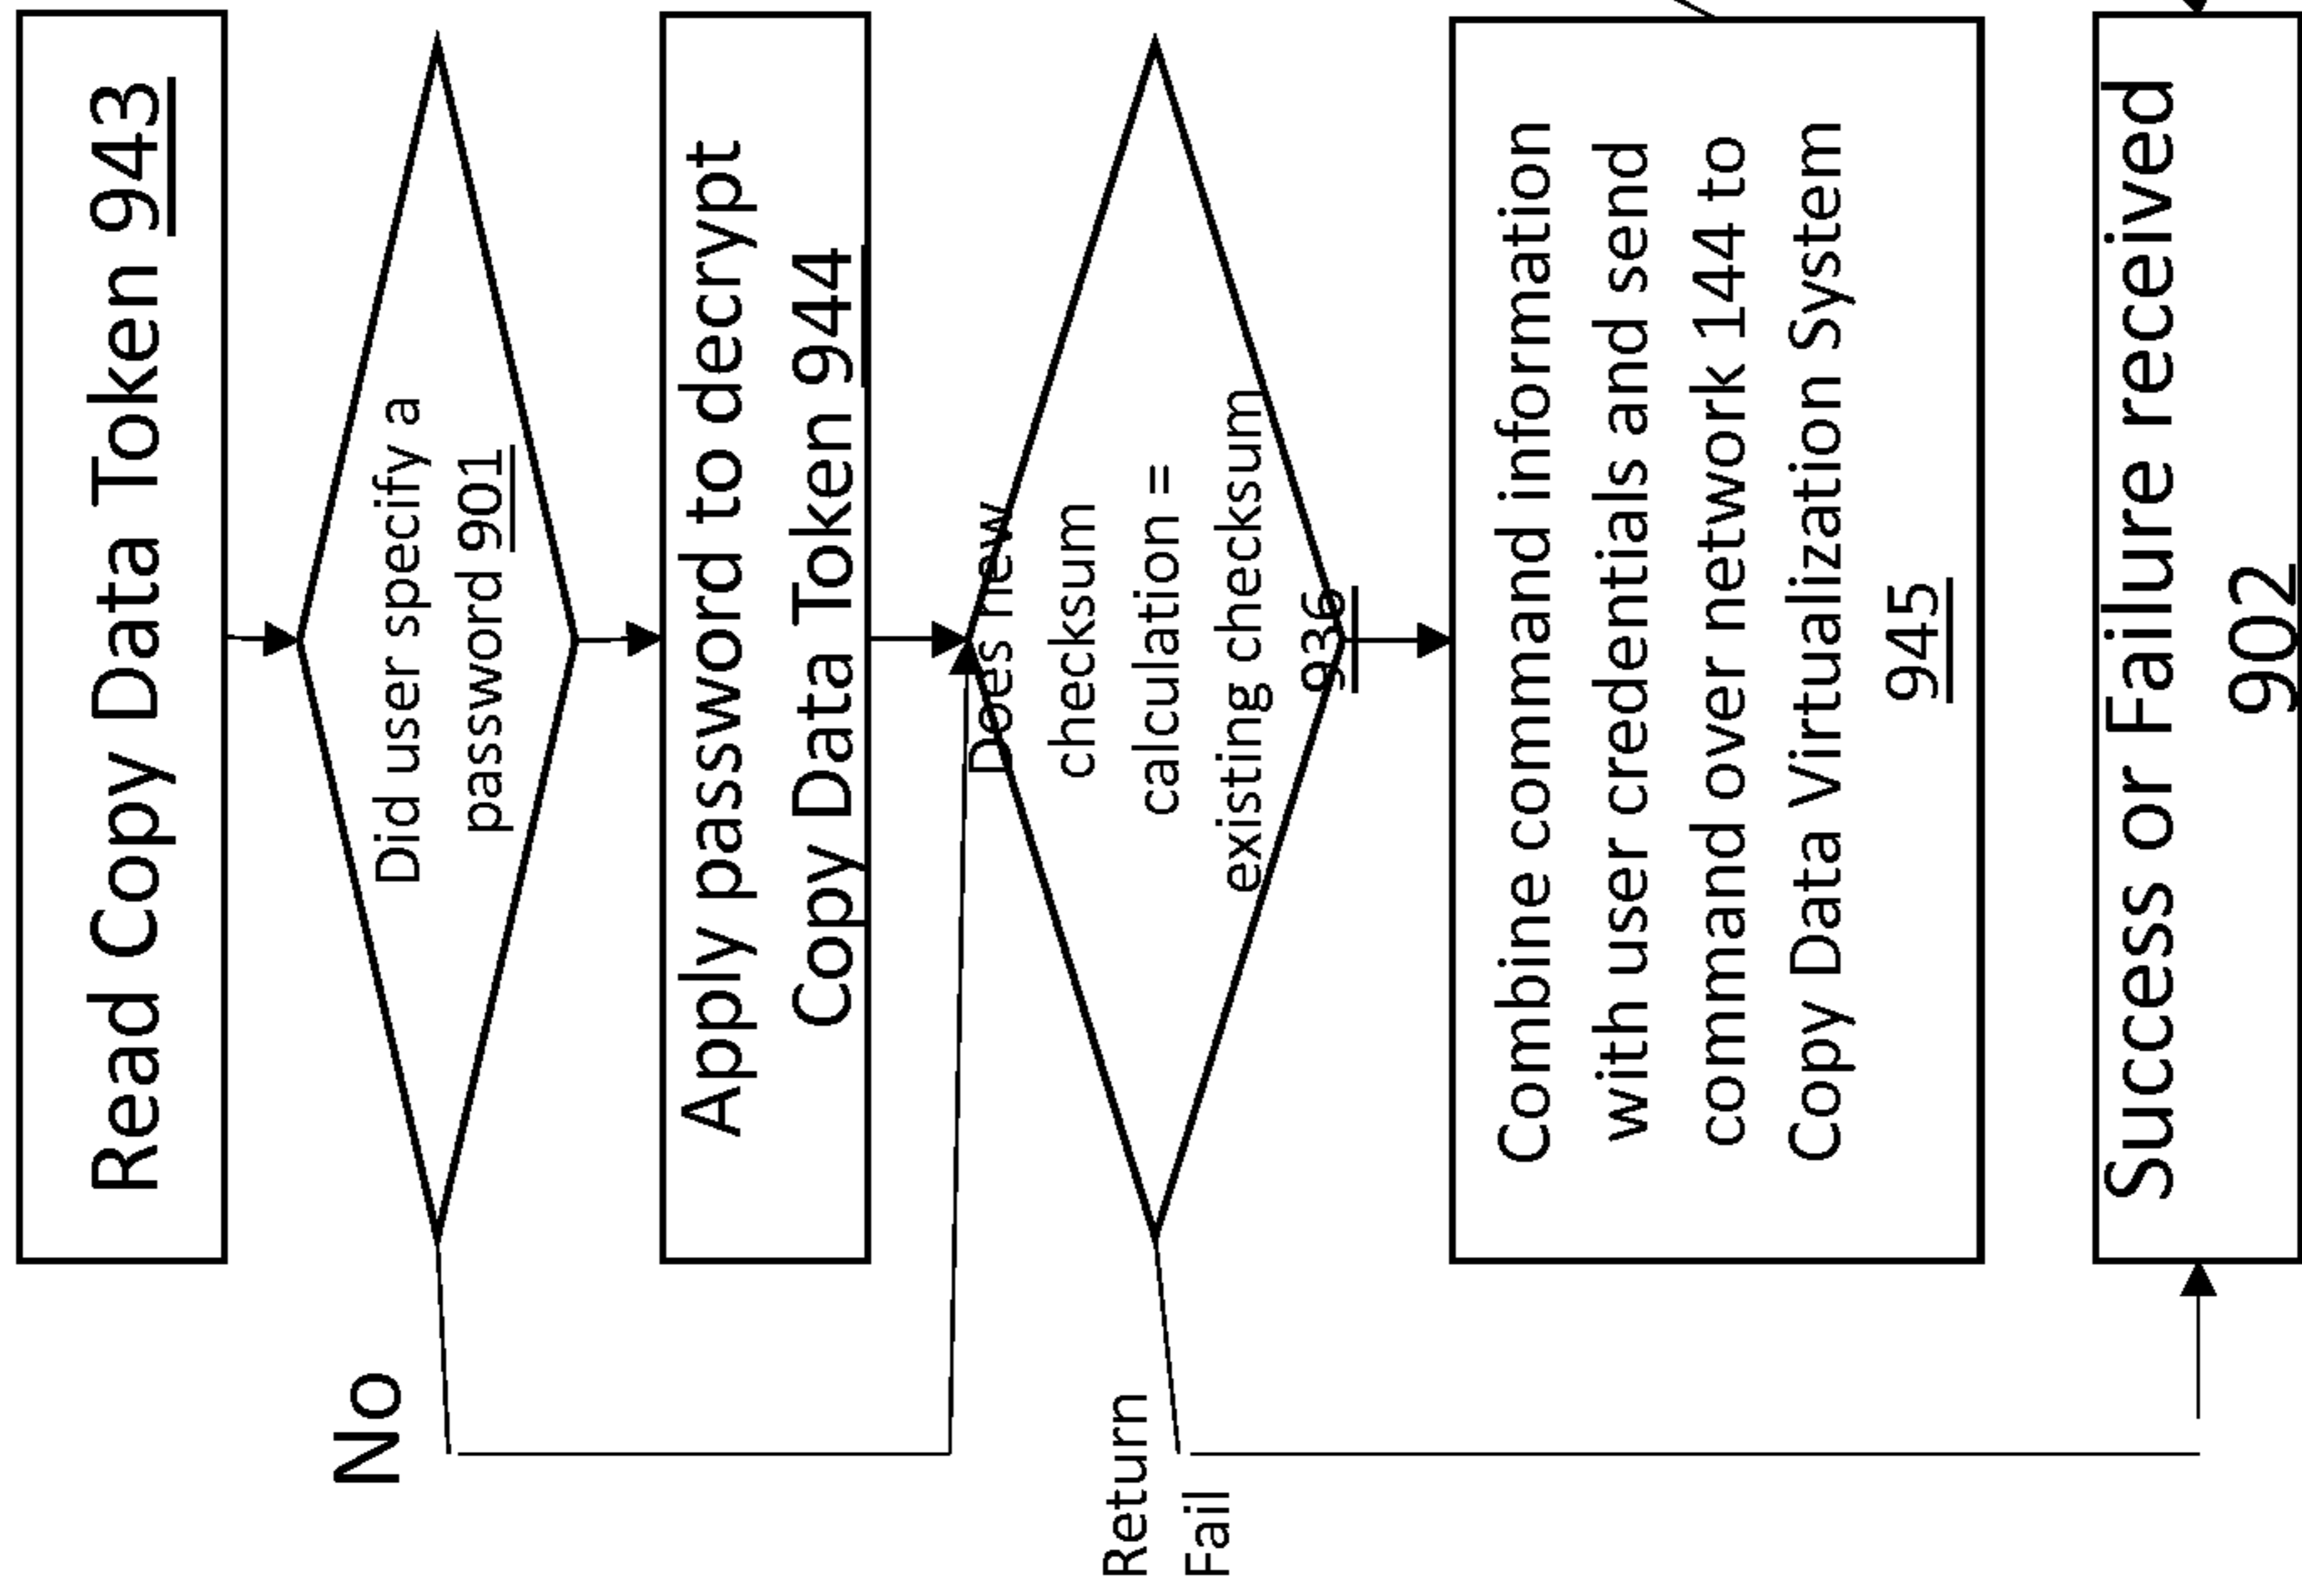 Read Copy Data Token 943
Did user specify a
password 901
No
Apply password to decrypt
Copy Data Token 944
Does new
checksum
calculation =
existing checksum
936
Return
Fail
Combine command information
with user credentials and send
command over network 144 to
Copy Data Virtualization System
945
Success or Failure received
902